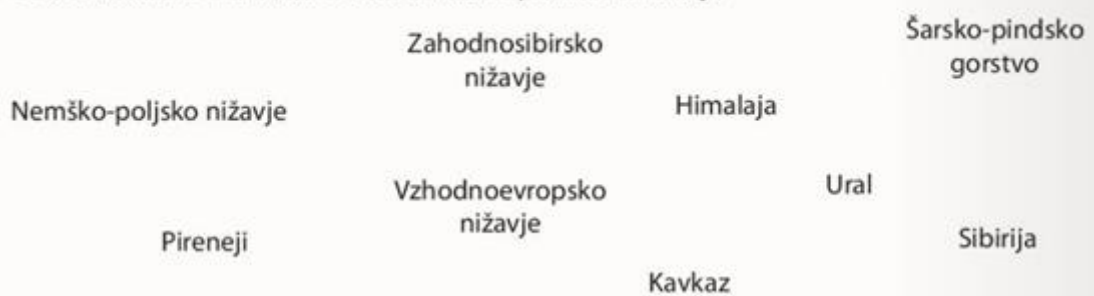 Zahodnosibirsko
nižavje
Šarsko-pindsko
gorstvo
Nemško-poljsko nižavje
Himalaja
Vzhodnoevropsko
nižavje
Ural
Pireneji
Sibirija
Kavkaz